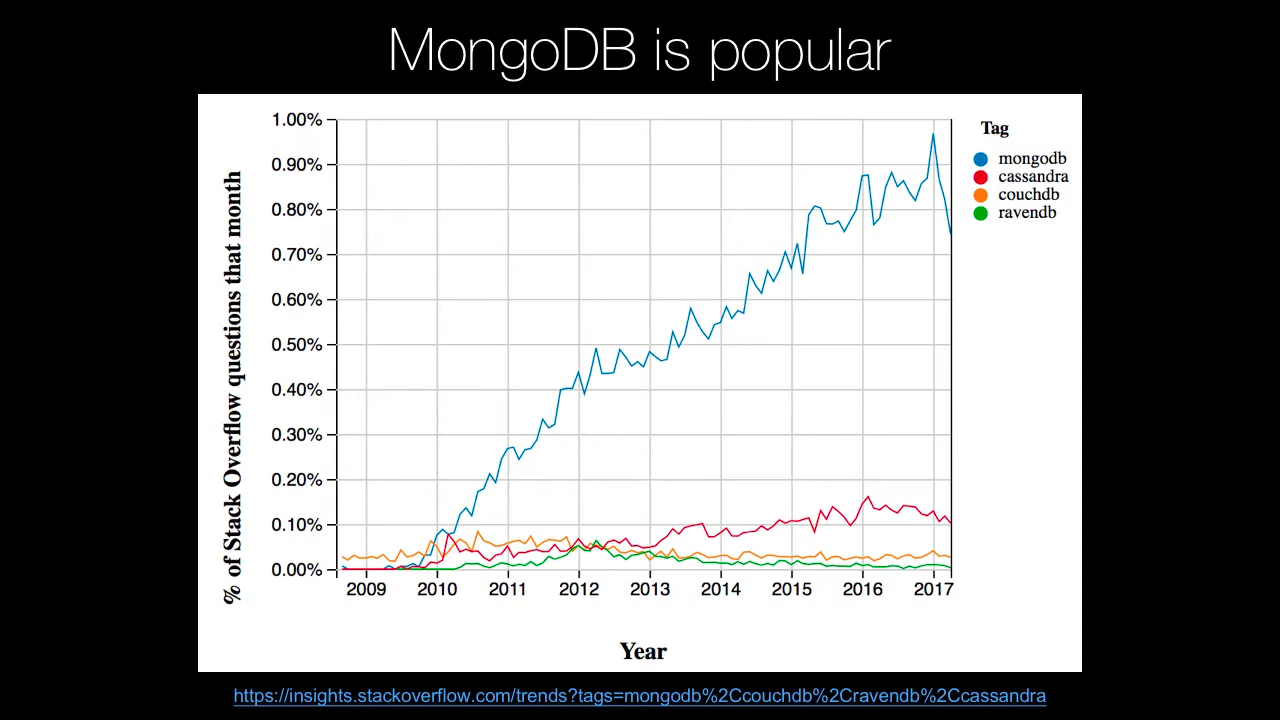 MongoDB is popular
1.00%
0.90%
0.80%
0.70%
0.60%
0.50%
0.40%
0.30%
0.20%
0.10%
0.00%
% of Stack Overflow questions that month
2009 2010 2011 2012 2013 2014 2015 2016 2017
Year
Tag
mongodb
cassandra
couchdb
ravendb
https://insights.stackoverflow.com/trends?tags=mongodb%2Ccouchdb%2Cravendb%2Ccassandra